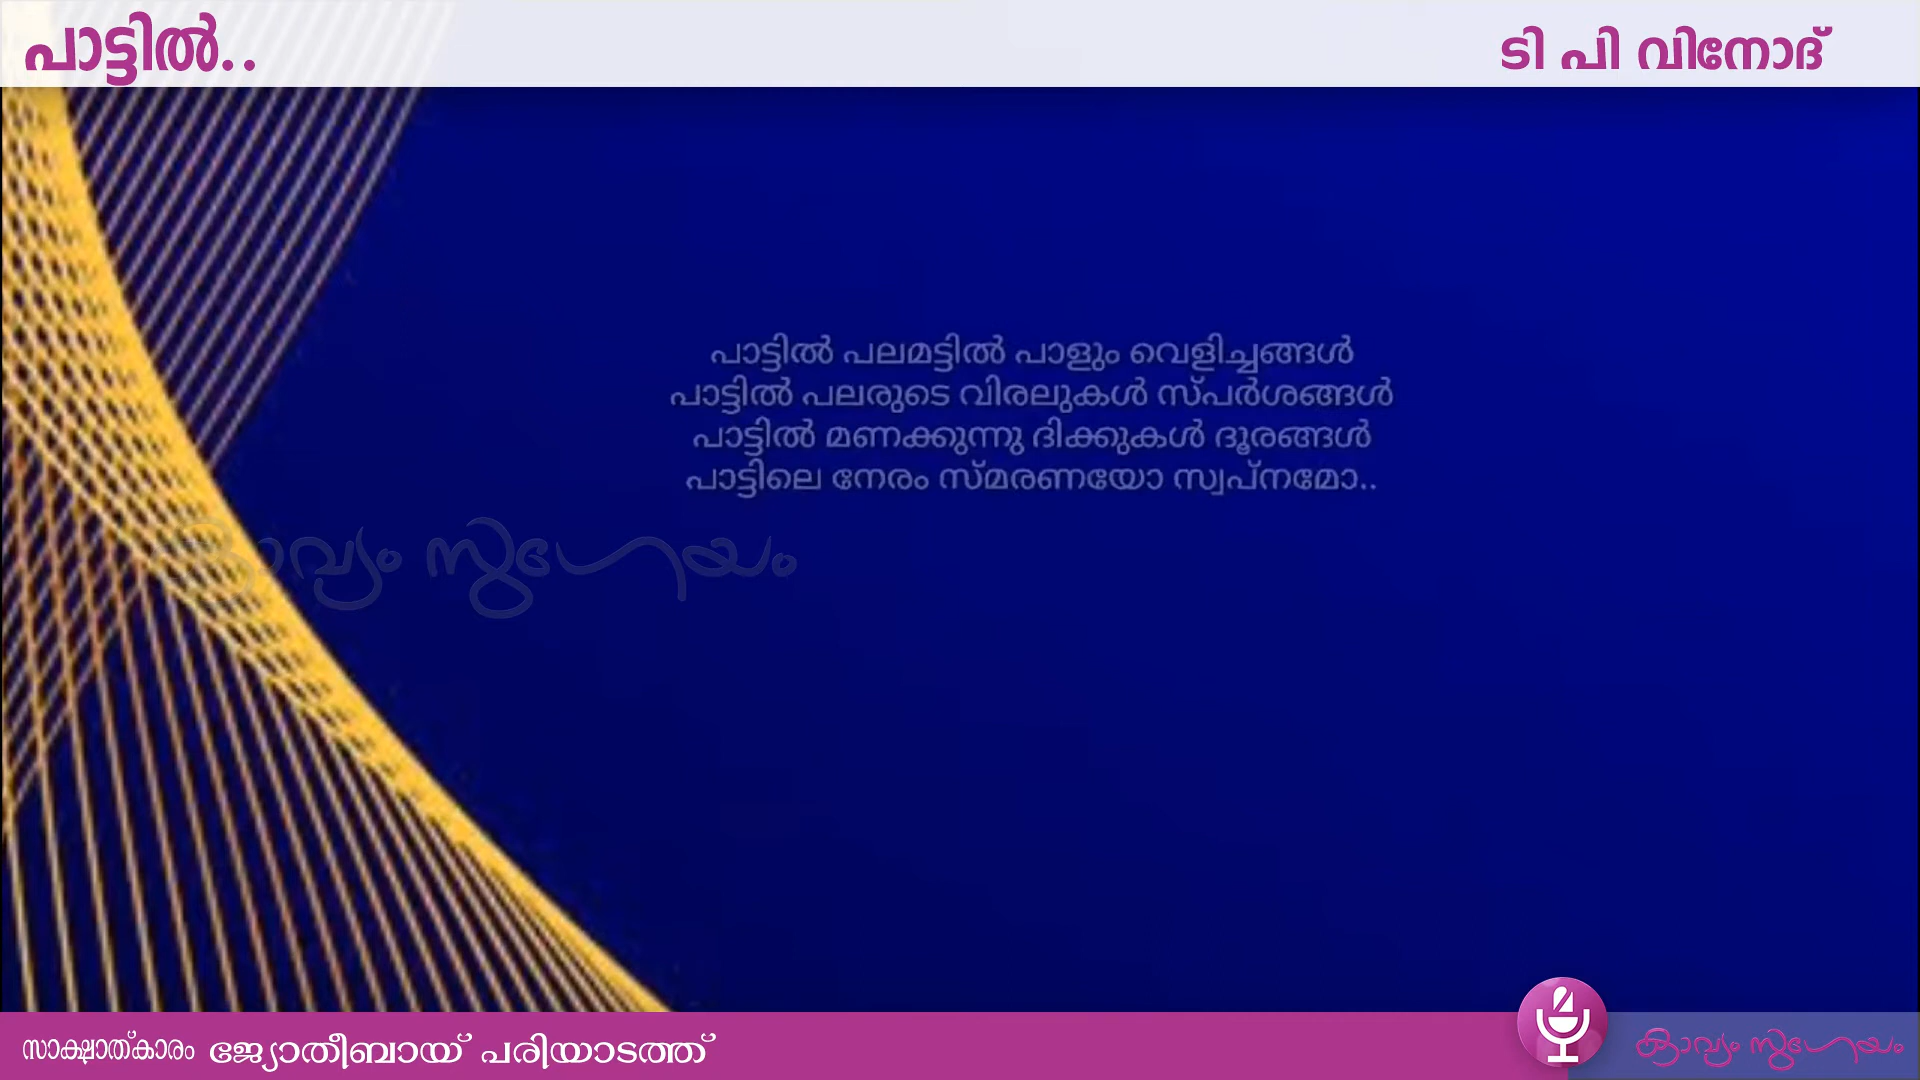 പാട്ടിൽ..
ടി പി വിനോദ്
പാട്ടിൽ പലമട്ടിൽ പാളും വെളിച്ചങ്ങൾ
പാട്ടിൽ പലരുടെ വിരലുകൾ സ്പർശങ്ങൾ
പാട്ടിൽ മണക്കുന്നു ദിക്കുകൾ ദൂരങ്ങൾ
പാട്ടിലെ നേരം സ്മരണയോ സ്വപ്നമോ..
കാവ്യം സുഗേയം
സാക്ഷാത്കാരം ജ്യോതീബായ് പരിയാടത്ത്
കാവ്യം സുഗേയം